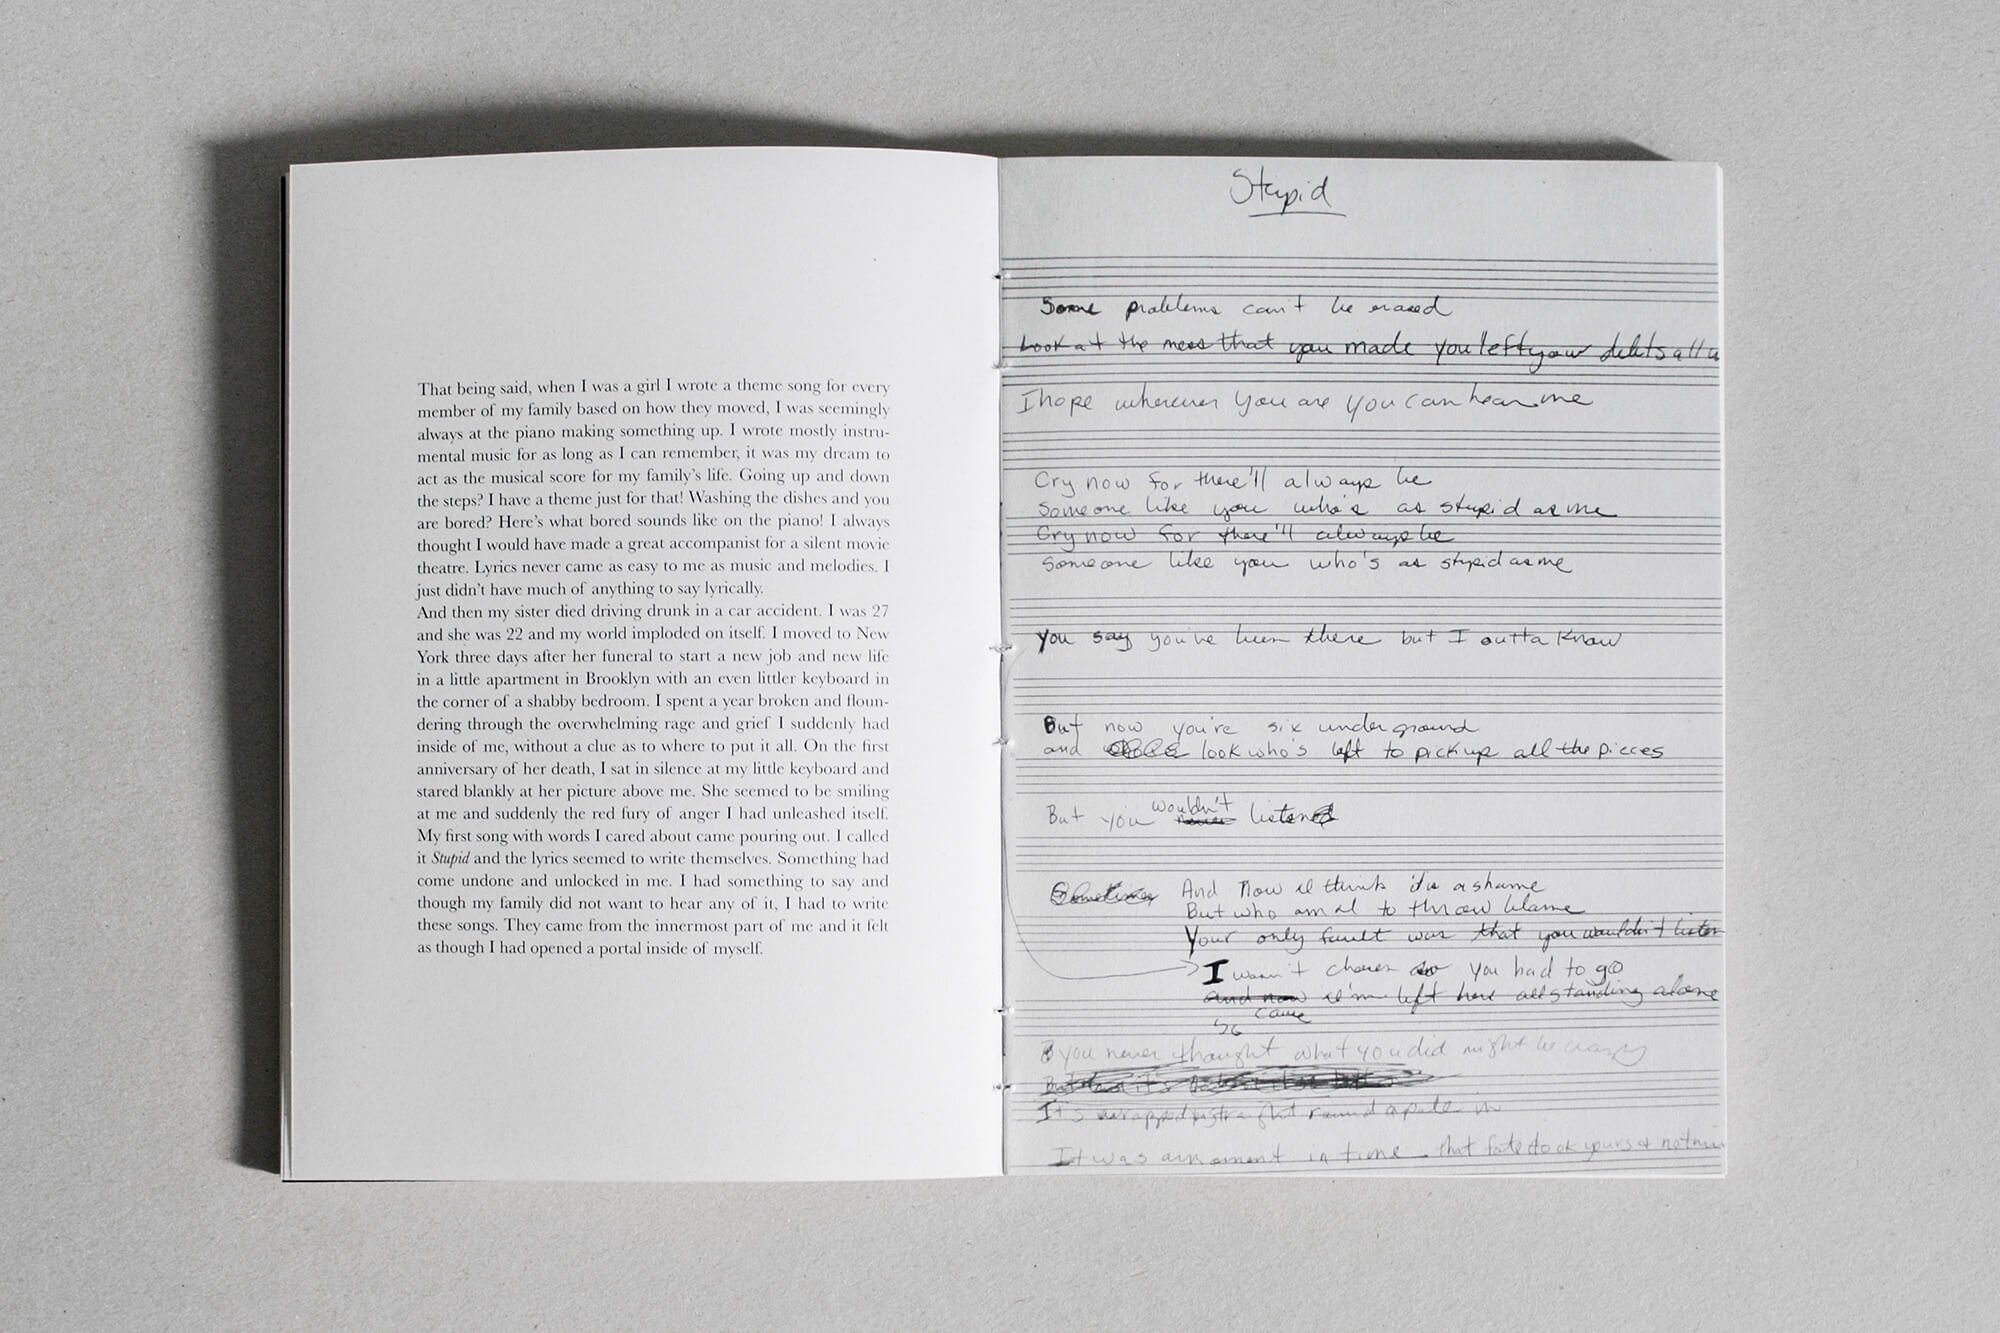 That being said, when I was a girl I wrote a theme song for every
member of my family based on how they moved, I was seemingly
always at the piano making something up. I wrote mostly instru-
mental music for as long as I can remember, it was my dream to
act as the musical score for my family's life. Going up and down
the steps? I have a theme just for that! Washing the dishes and you
are bored? Here's what bored sounds like on the piano! I always
thought I would have made a great accompanist for a silent movie
theatre. Lyrics never came as easy to me as music and melodies. I
just didn't have much of anything to say lyrically.
And then my sister died driving drunk in a car accident. I was 27
and she was 22 and my world imploded on itself. I moved to New
York three days after her funeral to start a new job and new life
in a little apartment in Brooklyn with an even littler keyboard in
the corner of a shabby bedroom. I spent a year broken and floun-
dering through the overwhelming rage and grief I suddenly had
inside of me, without a clue as to where to put it all. On the first
anniversary of her death, I sat in silence at my little keyboard and
stared blankly at her picture above me. She seemed to be smiling
at me and suddenly the red fury of anger I had unleashed itself.
My first song with words I cared about came pouring out. I called
it Stupid and the lyrics seemed to write themselves. Something had
come undone and unlocked in me. I had something to say and
though my family did not want to hear any of it, I had to write
these songs. They came from the innermost part of me and it felt
as though I had opened a portal inside of myself.
Stupid
Some problems can't be erased
Look at the mess that you made you left your debts all
I hope wherever you are you can hear me
Cry now for there'll always be
Someone like you who's as stupid as me
Cry now for there'll always be
Someone like you who's as stupid as me
You say you've been there but I outta know
But now you're six underground
and look who's left to pick up all the pieces
wouldn't
But you never listen
Sometimes And now I think it's a shame
But who am I to throw blame
Your only fault was that you wouldn't listen
I wasn't chosen so you had to go
and now I'm left here all standing alone
cause
you never thought what you did might be crazy
It's wrapped straight round a pole in
It was a moment in time that fate took yours &